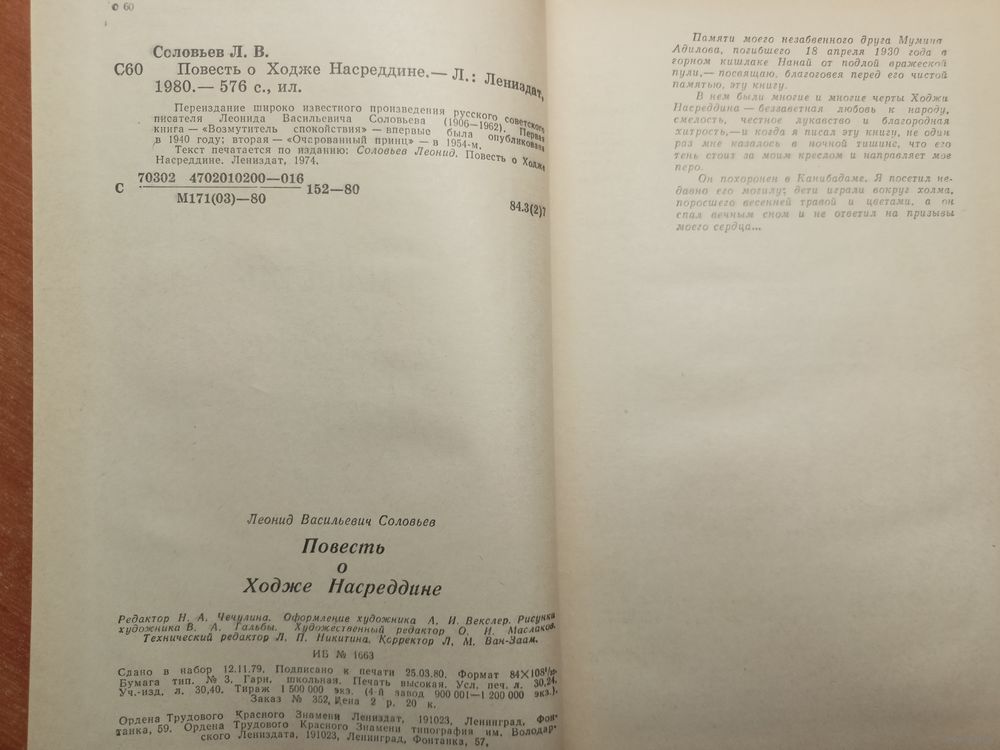 С 60
Соловьев Л. В.
С60 Повесть о Ходже Насреддине.— Л.: Лениздат,
1980.— 576 с., ил.
Переиздание широко известного произведения русского советского
писателя Леонида Васильевича Соловьева (1906—1962). Первая
книга — «Возмутитель спокойствия» — впервые была опубликована
в 1940 году; вторая — «Очарованный принц» — в 1954-м.
Текст печатается по изданию: Соловьев Леонид. Повесть о Ходже
Насреддине. Лениздат, 1974.
70302 4702010200—016
С 152—80
М171(03)—80
84.3(2)7
Леонид Васильевич Соловьев
Повесть
о
Ходже Насреддине
Редактор Н. А. Чечулина. Оформление художника А. И. Векслер. Рисунки
художника В. А. Гальбы. Художественный редактор О. И. Маслаков.
Технический редактор Л. П. Никитина. Корректор Л. М. Ван-Заам.
ИБ № 1663
Сдано в набор 12.11.79. Подписано к печати 25.03.80. Формат 84×108¹/₃₂.
Бумага тип. № 3. Гарн. школьная. Печать высокая. Усл. печ. л. 30,24.
Уч.-изд. л. 30,40. Тираж 1 500 000 экз. (4-й завод 900 001—1 200 000 экз.).
Заказ № 352. Цена 2 р. 20 к.
Ордена Трудового Красного Знамени Лениздат, 191023, Ленинград, Фон-
танка, 59. Ордена Трудового Красного Знамени типография им. Володар-
ского Лениздата, 191023, Ленинград, Фонтанка, 57.
Памяти моего незабвенного друга Мумина
Адилова, погибшего 18 апреля 1930 года в
горном кишлаке Нанай от подлой вражеской
пули,— посвящаю, благоговея перед его чистой
памятью, эту книгу.
В нем были многие и многие черты Ходжи
Насреддина — беззаветная любовь к народу,
смелость, честное лукавство и благородная
хитрость,—и когда я писал эту книгу, не один
раз мне казалось в ночной тишине, что его
тень стоит за моим креслом и направляет мое
перо.
Он похоронен в Канибадаме. Я посетил не-
давно его могилу; дети играли вокруг холма,
поросшего весенней травой и цветами, а он
спал вечным сном и не ответил на призывы
моего сердца...